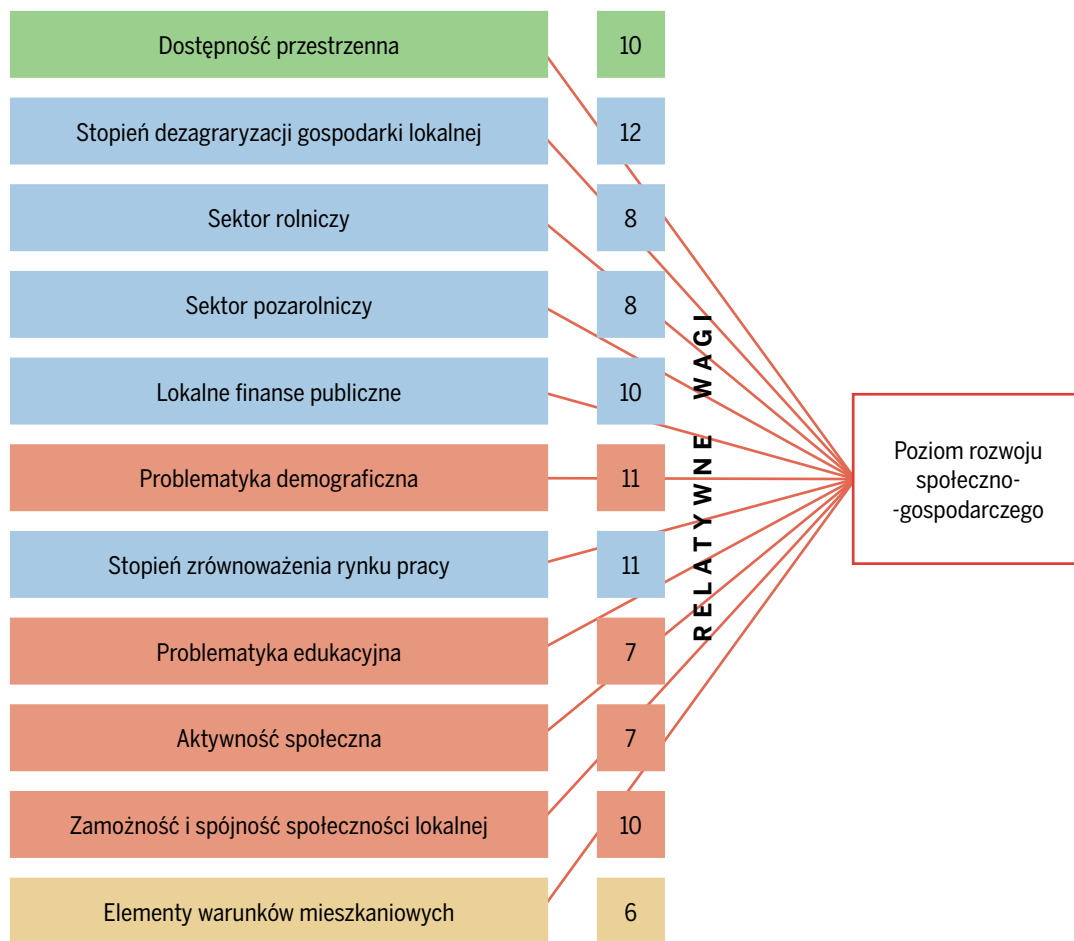 Dostępność przestrzenna 10
Stopień dezagraryzacji gospodarki lokalnej 12
Sektor rolniczy 8
Sektor pozarolniczy 8
Lokalne finanse publiczne 10
Problematyka demograficzna 11
Stopień zrównoważenia rynku pracy 11
Problematyka edukacyjna 7
Aktywność społeczna 7
Zamożność i spójność społeczności lokalnej 10
Elementy warunków mieszkaniowych 6
RELATYWNE WAGI
Poziom rozwoju
społeczno-
-gospodarczego